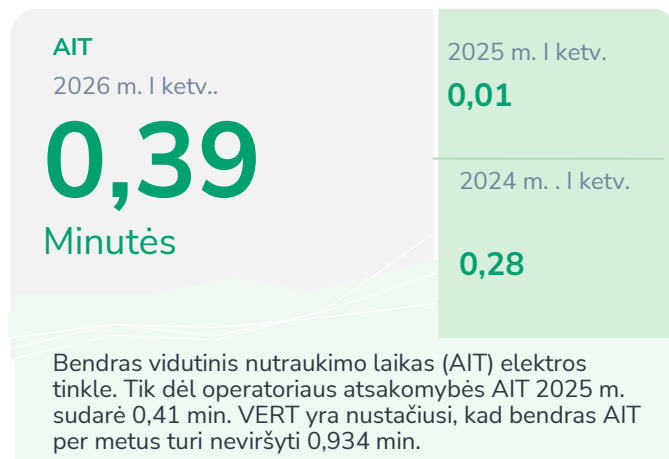 AIT
2026 m. I ketv..
0,39
Minutės
2025 m. I ketv.
0,01
2024 m. . I ketv.
0,28
Bendras vidutinis nutraukimo laikas (AIT) elektros
tinkle. Tik dėl operatoriaus atsakomybės AIT 2025 m.
sudarė 0,41 min. VERT yra nustačiusi, kad bendras AIT
per metus turi neviršyti 0,934 min.